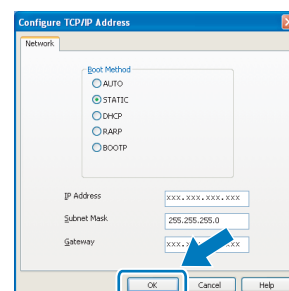 Configure TCP/IP Address
Network
Boot Method
AUTO
STATIC
DHCP
RARP
BOOTP
IP Address xxx.xxx.xxx.xxx
Subnet Mask 255.255.255.0
Gateway xxx.
OK Cancel Help